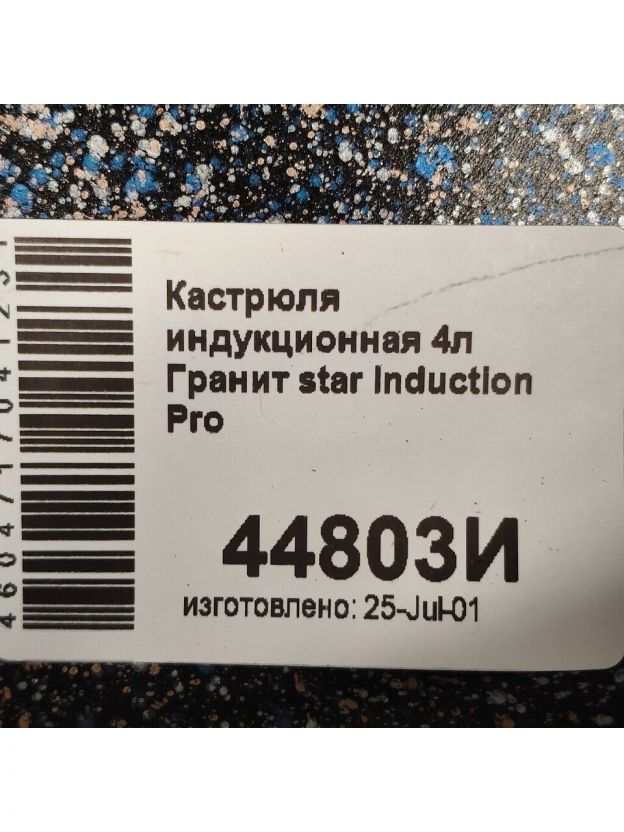 Кастрюля
индукционная 4л
Гранит star Induction
Pro
44803И
изготовлено: 25-Jul-01